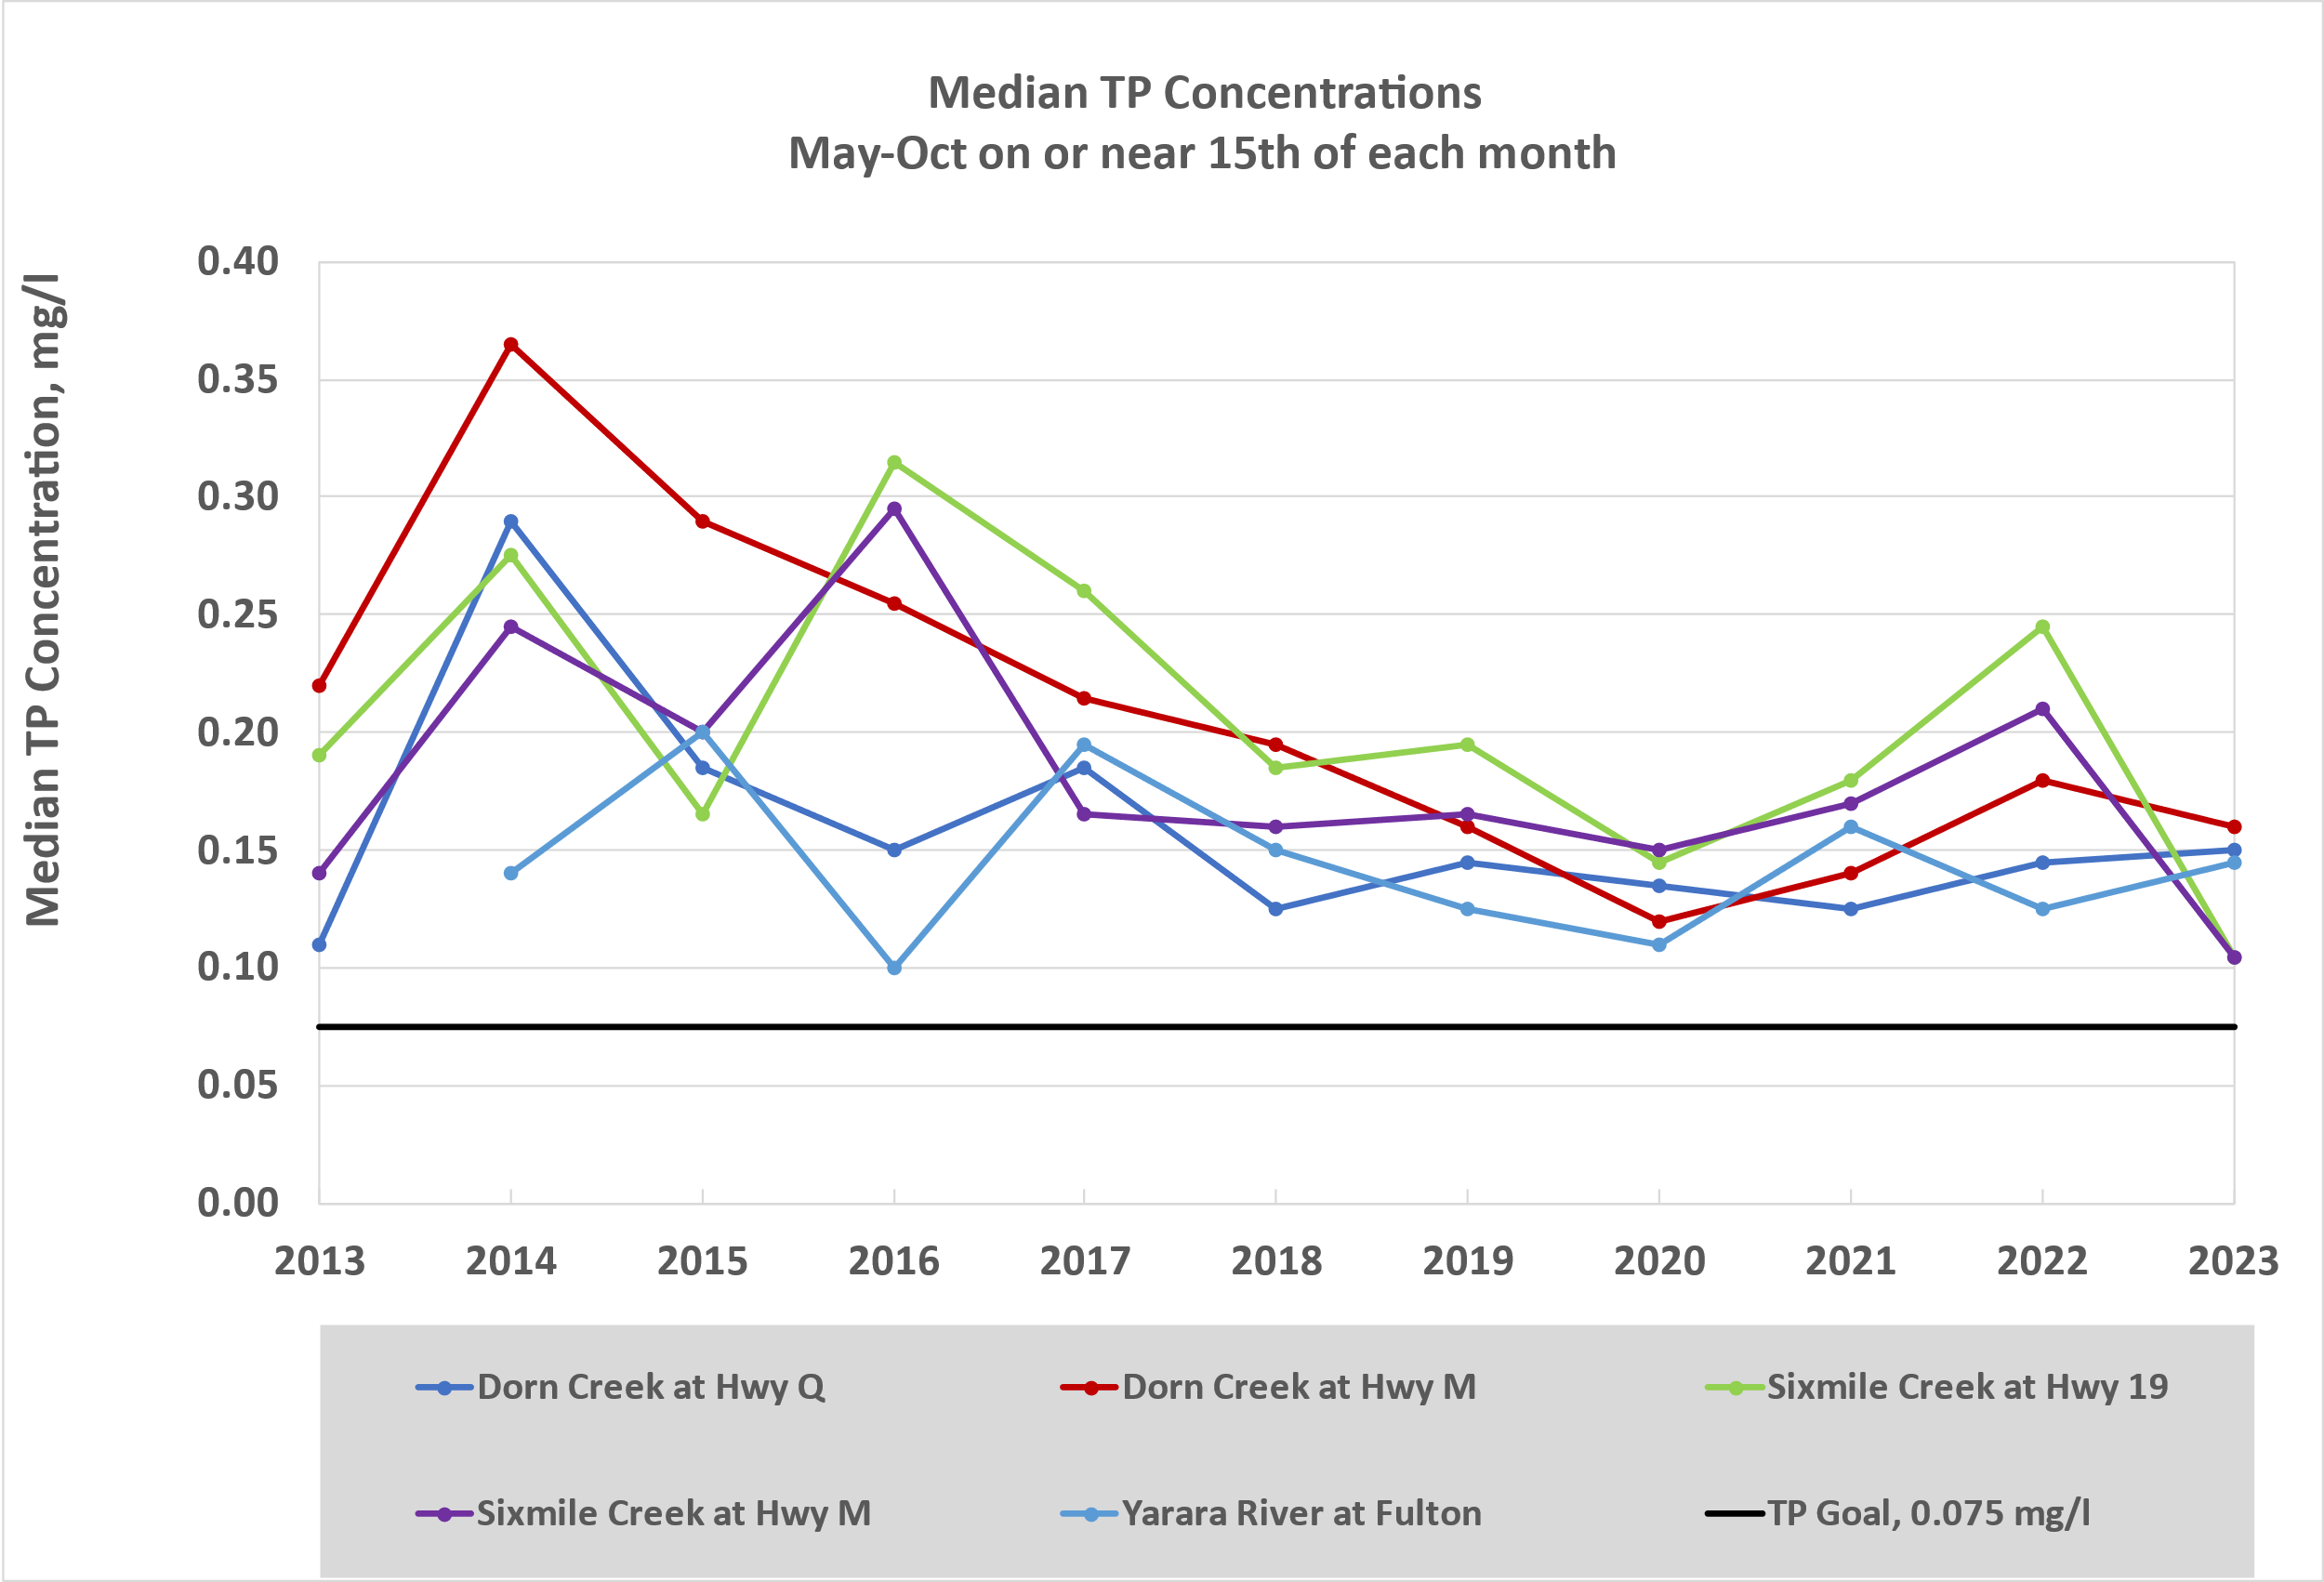 Median TP Concentrations
May-Oct on or near 15th of each month
Median TP Concentration, mg/l
0.40
0.35
0.30
0.25
0.20
0.15
0.10
0.05
0.00
2013 2014 2015 2016 2017 2018 2019 2020 2021 2022 2023
Dorn Creek at Hwy Q Dorn Creek at Hwy M Sixmile Creek at Hwy 19
Sixmile Creek at Hwy M Yarara River at Fulton TP Goal, 0.075 mg/l